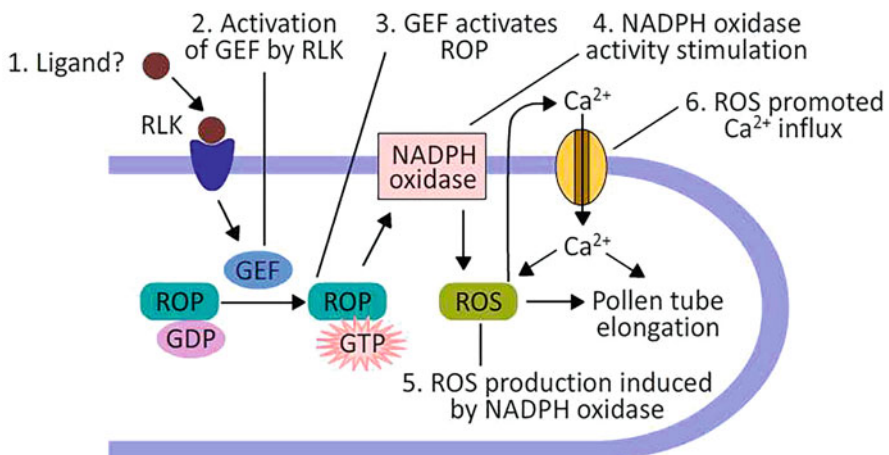 1. Ligand?
2. Activation
of GEF by RLK
3. GEF activates
ROP
4. NADPH oxidase
activity stimulation
RLK
Ca²⁺
6. ROS promoted
Ca²⁺ influx
NADPH
oxidase
GEF
Ca²⁺
ROP
GDP
ROP
GTP
ROS
Pollen tube
elongation
5. ROS production induced
by NADPH oxidase